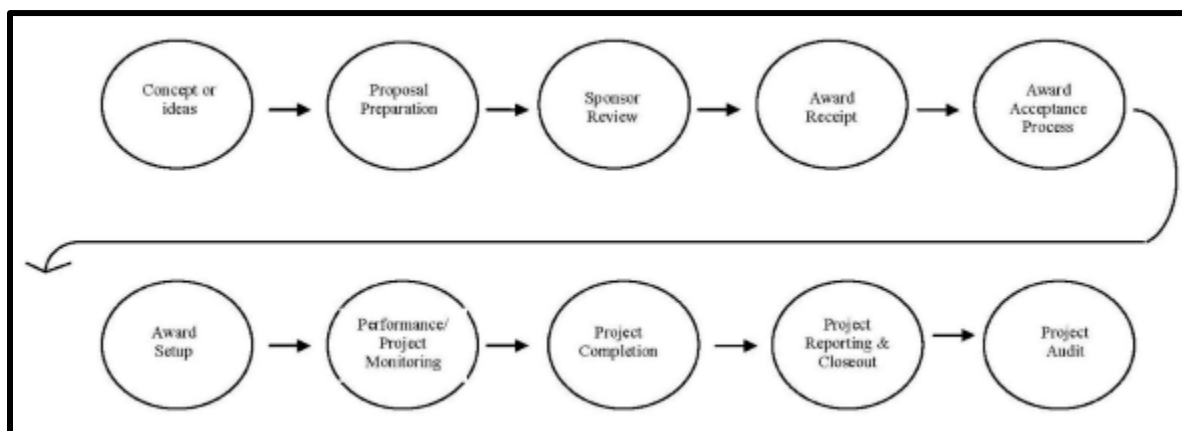 Concept or
ideas
Proposal
Preparation
Sponsor
Review
Award
Receipt
Award
Acceptance
Process
Award
Setup
Performance/
Project
Monitoring
Project
Completion
Project
Reporting &
Closeout
Project
Audit